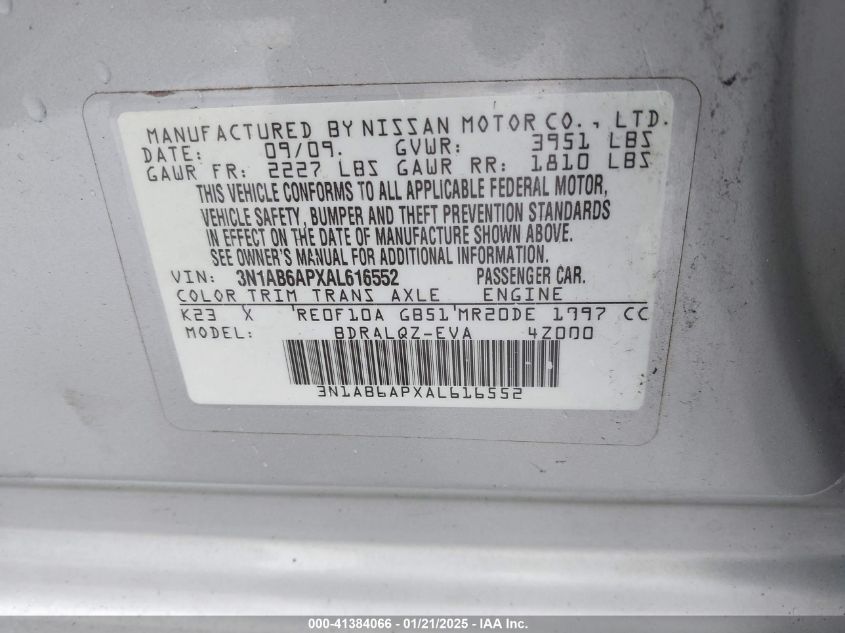 MANUFACTURED BY NISSAN MOTOR CO., LTD.
DATE: 09/09. GVWR: 3951 LBS
GAWR FR: 2227 LBS GAWR RR: 1810 LBS
THIS VEHICLE CONFORMS TO ALL APPLICABLE FEDERAL MOTOR,
VEHICLE SAFETY, BUMPER AND THEFT PREVENTION STANDARDS
IN EFFECT ON THE DATE OF MANUFACTURE SHOWN ABOVE.
SEE OWNER'S MANUAL FOR ADDITIONAL INFORMATION.
VIN: 3N1AB6APXAL616552 PASSENGER CAR.
COLOR TRIM TRANS AXLE ENGINE
K23 X 'RE0F10A GB51'MR20DE 1997 CC
MODEL: BDRALQZ-EVA 4Z000
3N1AB6APXAL616552
000-41384066 - 01/21/2025 - IAA Inc.